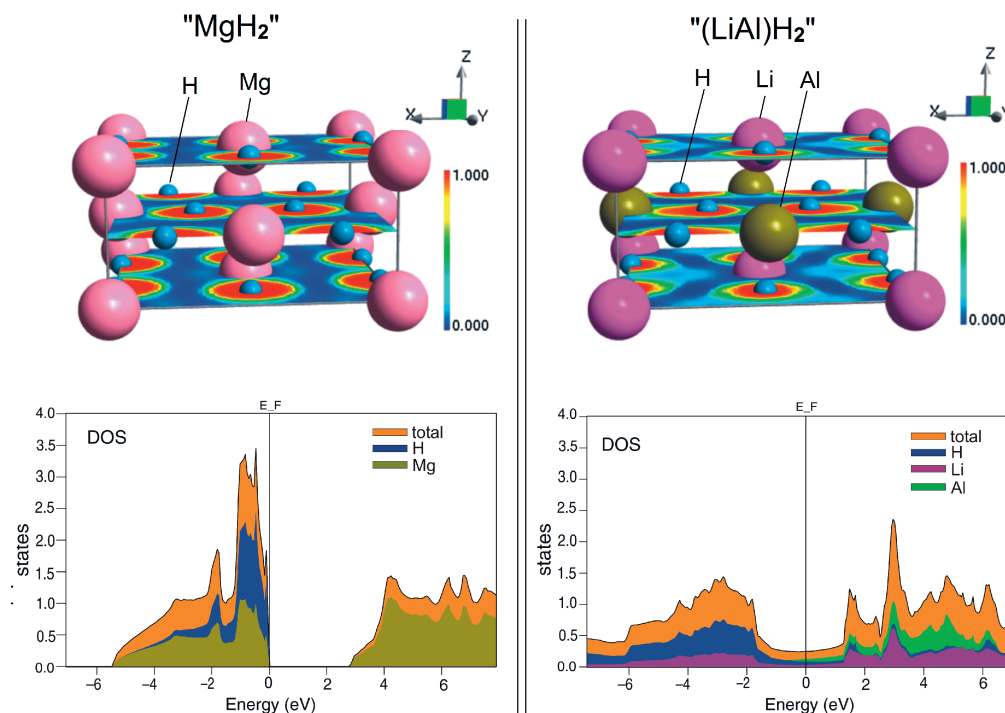 "MgH₂"
H
Mg
Z
X
Y
1.000
0.000
DOS
E_F
total
H
Mg
4.0
3.5
3.0
2.5
2.0
1.5
1.0
0.5
0.0
states
−6
−4
−2
0
2
4
6
Energy (eV)
"(LiAl)H₂"
H
Li
Al
Z
X
Y
1.000
0.000
DOS
E_F
total
H
Li
Al
4.0
3.5
3.0
2.5
2.0
1.5
1.0
0.5
0.0
states
−6
−4
−2
0
2
4
6
Energy (eV)